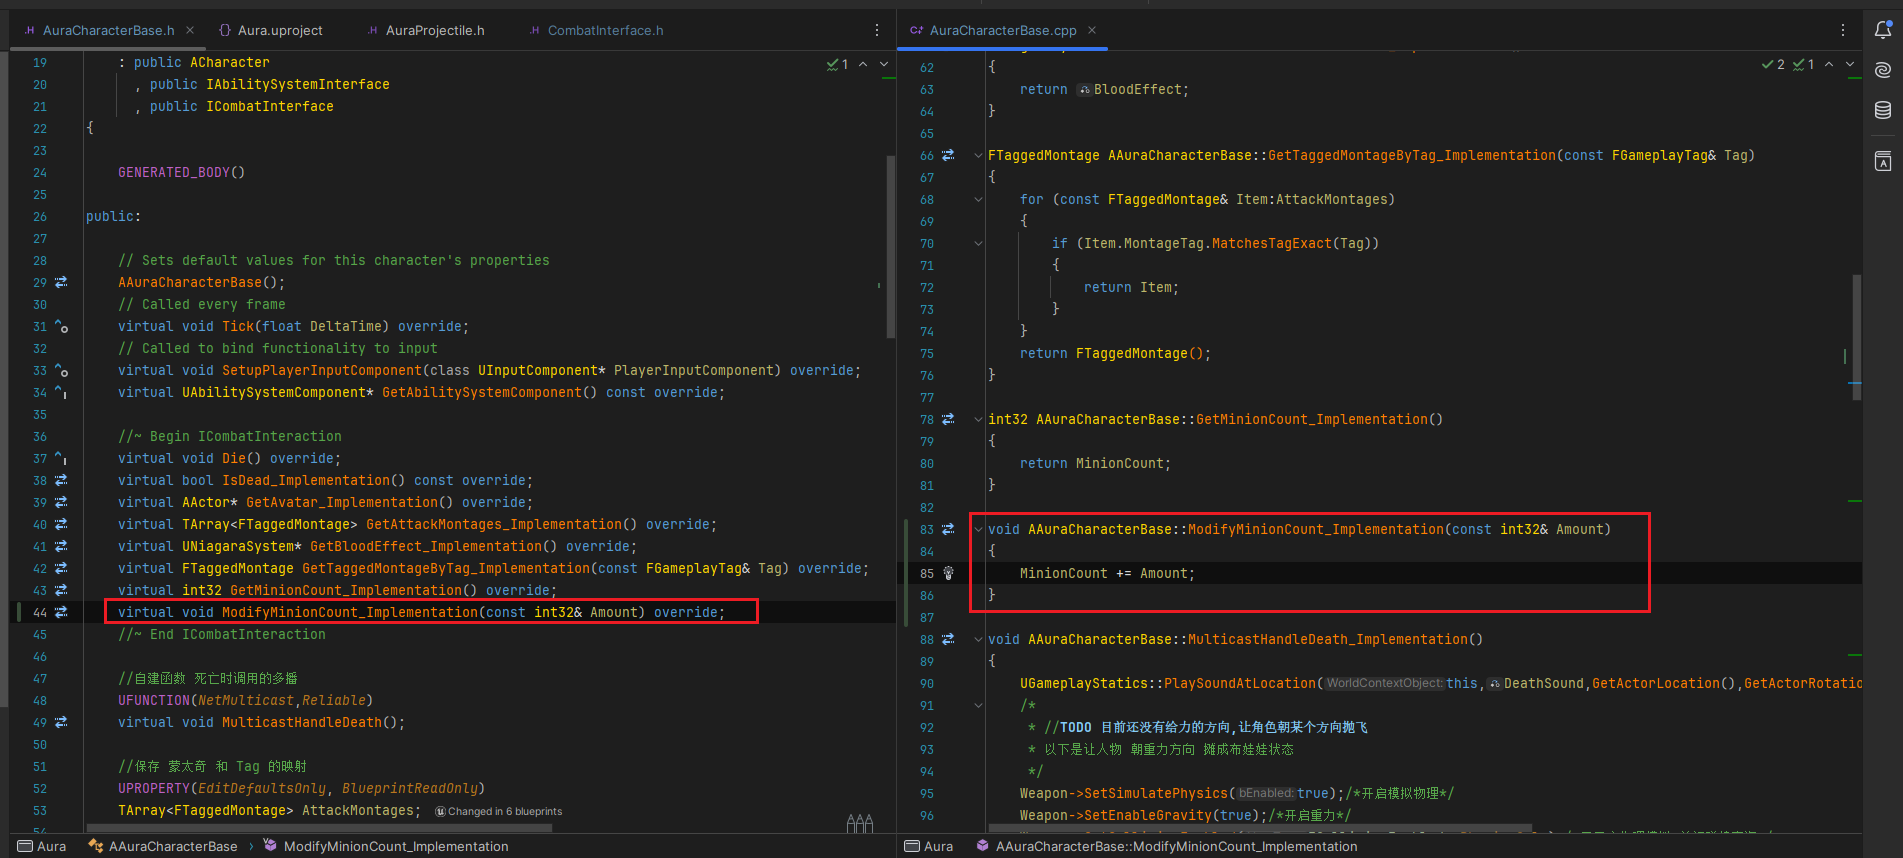 AuraCharacterBase.h
Aura.uproject
AuraProjectile.h
CombatInterface.h
1
19 : public ACharacter
20 , public IAbilitySystemInterface
21 , public ICombatInterface
22 {
23
24 GENERATED_BODY()
25
26 public:
27
28 // Sets default values for this character's properties
29 AAuraCharacterBase();
30 // Called every frame
31 virtual void Tick(float DeltaTime) override;
32 // Called to bind functionality to input
33 virtual void SetupPlayerInputComponent(class UInputComponent* PlayerInputComponent) override;
34 virtual UAbilitySystemComponent* GetAbilitySystemComponent() const override;
35
36 //~ Begin ICombatInteraction
37 virtual void Die() override;
38 virtual bool IsDead_Implementation() const override;
39 virtual AActor* GetAvatar_Implementation() override;
40 virtual TArray<FTaggedMontage> GetAttackMontages_Implementation() override;
41 virtual UNiagaraSystem* GetBloodEffect_Implementation() override;
42 virtual FTaggedMontage GetTaggedMontageByTag_Implementation(const FGameplayTag& Tag) override;
43 virtual int32 GetMinionCount_Implementation() override;
44 virtual void ModifyMinionCount_Implementation(const int32& Amount) override;
45 //~ End ICombatInteraction
46
47 //自建函数 死亡时调用的多播
48 UFUNCTION(NetMulticast,Reliable)
49 virtual void MulticastHandleDeath();
50
51 //保存 蒙太奇 和 Tag 的映射
52 UPROPERTY(EditDefaultsOnly, BlueprintReadOnly)
53 TArray<FTaggedMontage> AttackMontages; Changed in 6 blueprints
Aura AAuraCharacterBase › ModifyMinionCount_Implementation
AuraCharacterBase.cpp
2 1
62 {
63 return BloodEffect;
64 }
65
66 FTaggedMontage AAuraCharacterBase::GetTaggedMontageByTag_Implementation(const FGameplayTag& Tag)
67 {
68 for (const FTaggedMontage& Item:AttackMontages)
69 {
70 if (Item.MontageTag.MatchesTagExact(Tag))
71 {
72 return Item;
73 }
74 }
75 return FTaggedMontage();
76 }
77
78 int32 AAuraCharacterBase::GetMinionCount_Implementation()
79 {
80 return MinionCount;
81 }
82
83 void AAuraCharacterBase::ModifyMinionCount_Implementation(const int32& Amount)
84 {
85 MinionCount += Amount;
86 }
87
88 void AAuraCharacterBase::MulticastHandleDeath_Implementation()
89 {
90 UGameplayStatics::PlaySoundAtLocation(WorldContextObject:this,DeathSound,GetActorLocation(),GetActorRotatio
91 /*
92 * //TODO 目前还没有给力的方向,让角色朝某个方向抛飞
93 * 以下是让人物 朝重力方向 摊成布娃娃状态
94 */
95 Weapon->SetSimulatePhysics(bEnabled:true);/*开启模拟物理*/
96 Weapon->SetEnableGravity(true);/*开启重力*/
Aura AAuraCharacterBase::ModifyMinionCount_Implementation